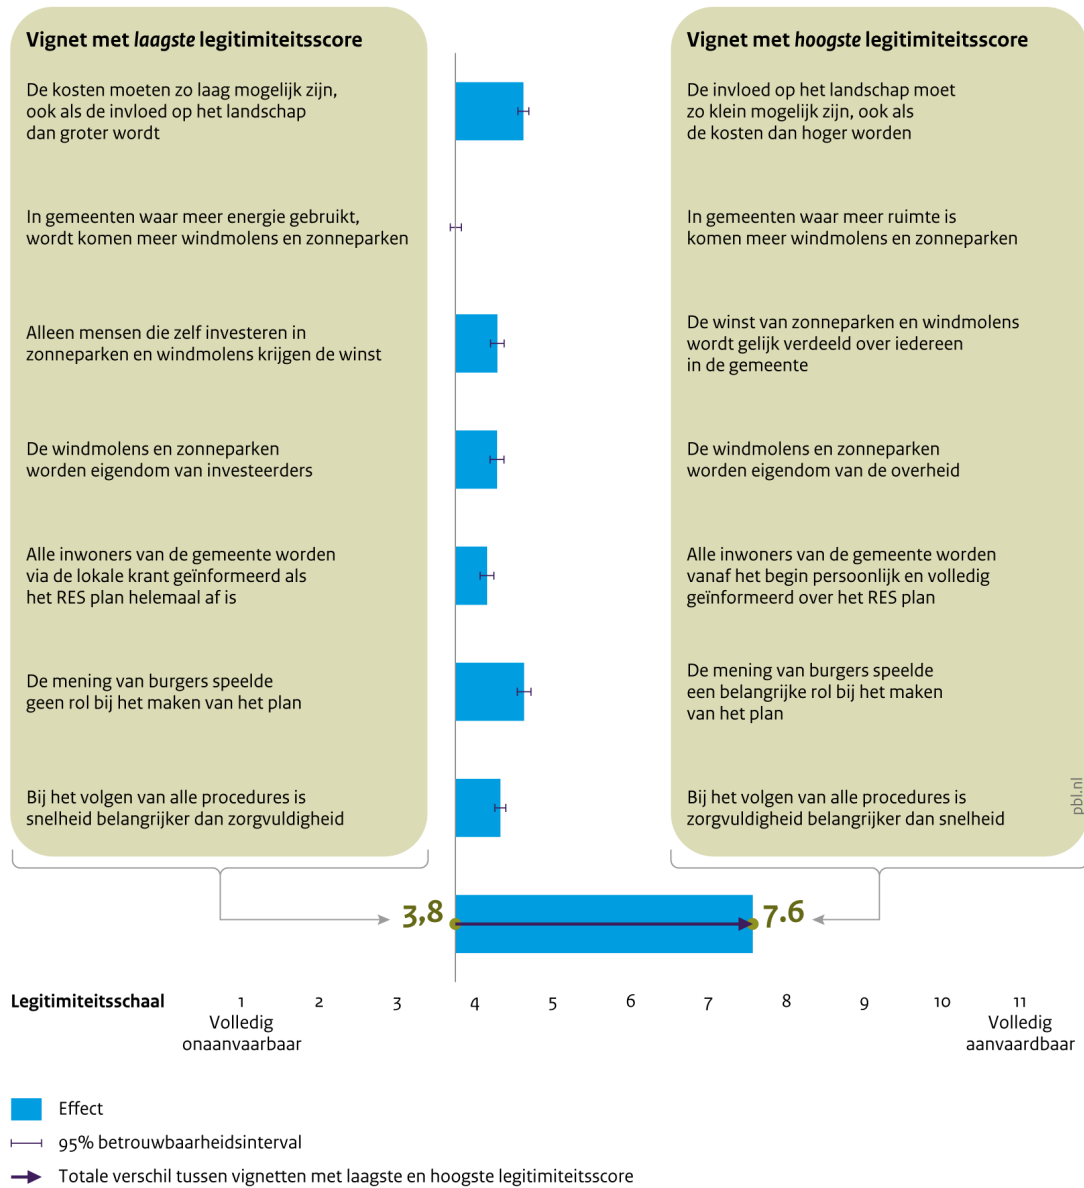 Vignet met laagste legitimiteitsscore
De kosten moeten zo laag mogelijk zijn,
ook als de invloed op het landschap
dan groter wordt
In gemeenten waar meer energie gebruikt,
wordt komen meer windmolens en zonneparken
Alleen mensen die zelf investeren in
zonneparken en windmolens krijgen de winst
De windmolens en zonneparken
worden eigendom van investeerders
Alle inwoners van de gemeente worden
via de lokale krant geïnformeerd als
het RES plan helemaal af is
De mening van burgers speelde
geen rol bij het maken van het plan
Bij het volgen van alle procedures is
snelheid belangrijker dan zorgvuldigheid
Vignet met hoogste legitimiteitsscore
De invloed op het landschap moet
zo klein mogelijk zijn, ook als
de kosten dan hoger worden
In gemeenten waar meer ruimte is
komen meer windmolens en zonneparken
De winst van zonneparken en windmolens
wordt gelijk verdeeld over iedereen
in de gemeente
De windmolens en zonneparken
worden eigendom van de overheid
Alle inwoners van de gemeente worden
vanaf het begin persoonlijk en volledig
geïnformeerd over het RES plan
De mening van burgers speelde
een belangrijke rol bij het maken
van het plan
Bij het volgen van alle procedures is
zorgvuldigheid belangrijker dan snelheid
pbl.nl
3,8 7.6
Legitimiteitsschaal 1 2 3 4 5 6 7 8 9 10 11
Volledig
onaanvaarbaar
Volledig
aanvaardbaar
Effect
95% betrouwbaarheidsinterval
Totale verschil tussen vignetten met laagste en hoogste legitimiteitsscore